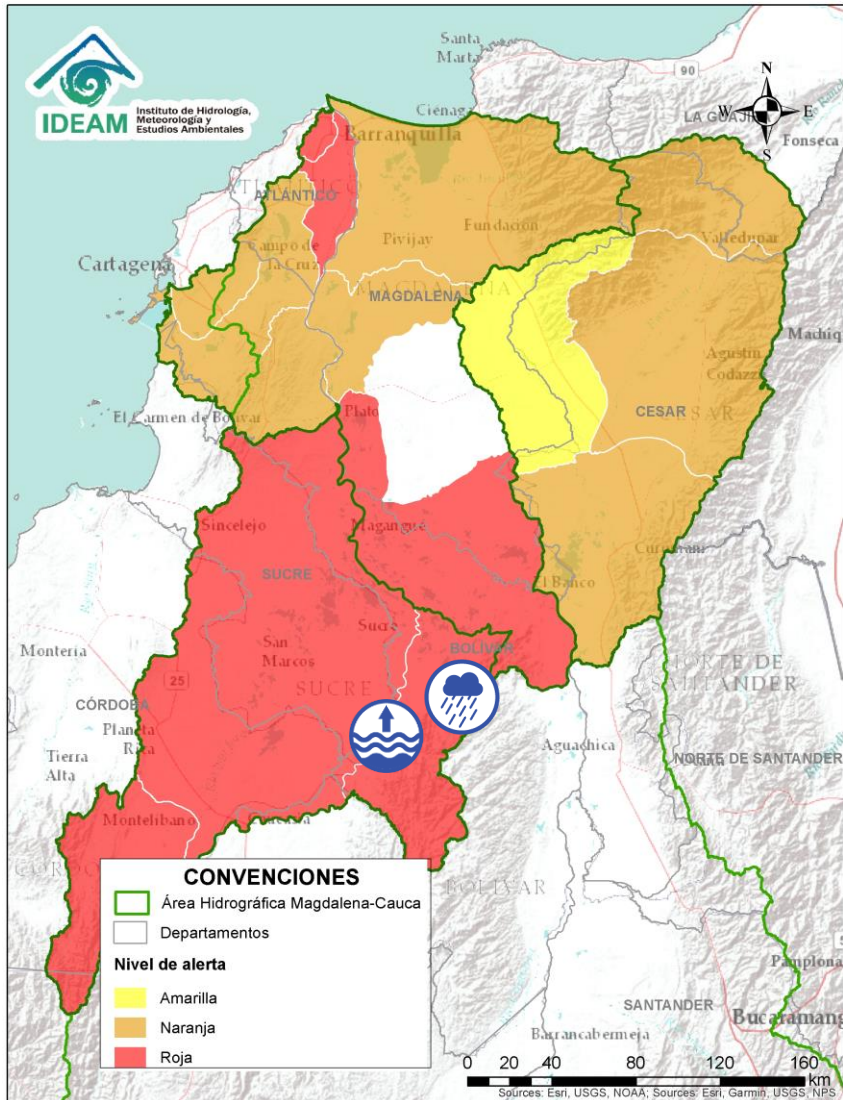 IDEAM
Instituto de Hidrología,
Meteorología y
Estudios Ambientales
Santa
Marta
90
N
W
E
S
Ciénaga
LA GUAJIRA
Fonseca
Barranquilla
ATLÁNTICO
Valledupar
Fundación
Pivijay
Campo de
la Cruz
Cartagena
MAGDALENA
Agustín
Codazzi
CESAR
CESAR
El Carmen de Bolívar
Plato
Sincelejo
Magangué
SUCRE
El Banco
Sucre
Montería
San
Marcos
BOLÍVAR
25
SUCRE
NORTE DE
SANTANDER
CÓRDOBA
Planeta
Rica
Aguachica
Tierra
Alta
NORTE DE SANTANDER
Montelíbano
BOLÍVAR
CONVENCIONES
Área Hidrográfica Magdalena-Cauca
Departamentos
Nivel de alerta
Amarilla
Naranja
Roja
Pamplona
SANTANDER
Bucaramang
Barrancabermeja
0 20 40 80 120 160
km
Sources: Esri, USGS, NOAA; Sources: Esri, Garmin, USGS, NPS